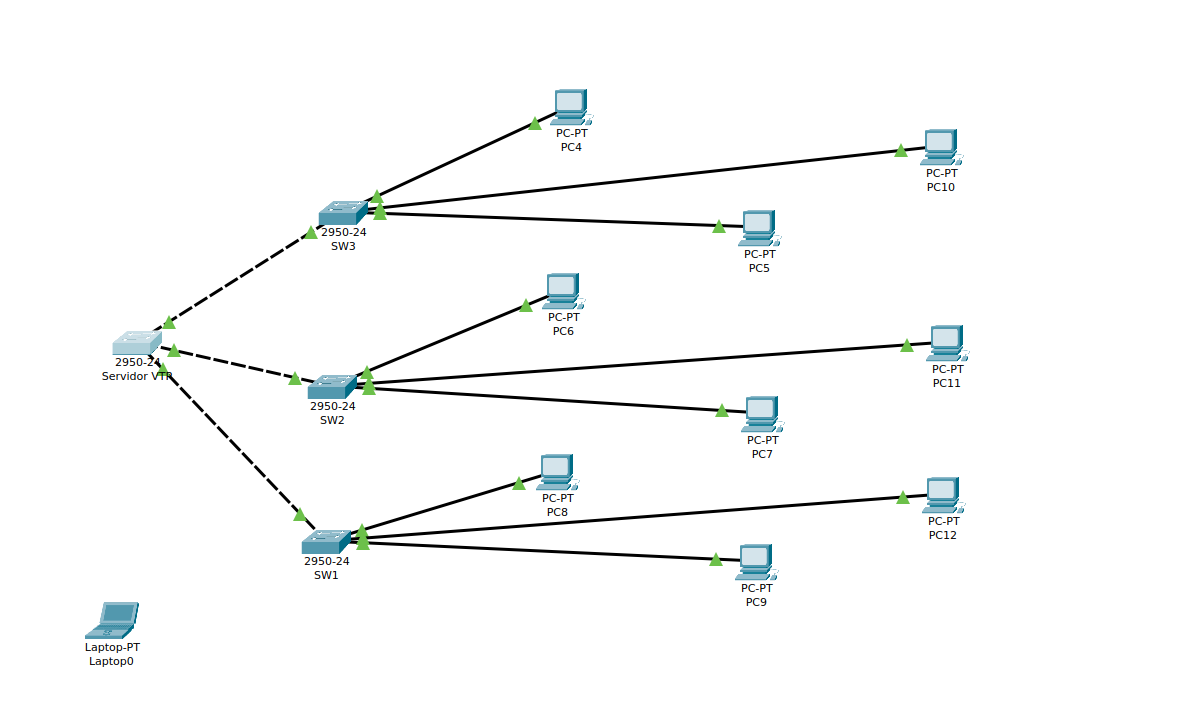 PC-PT
PC4
PC-PT
PC10
2950-24
SW3
PC-PT
PC5
PC-PT
PC6
2950-24
Servidor VTP
PC-PT
PC11
2950-24
SW2
PC-PT
PC7
PC-PT
PC8
PC-PT
PC12
2950-24
SW1
PC-PT
PC9
Laptop-PT
Laptop0